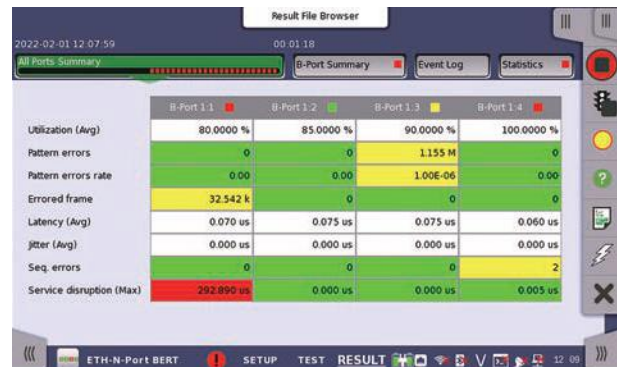 Result File Browser
2022-02-01 12:07:59 00:01:18
All Ports Summary B-Port Summary Event Log Statistics
B-Port 1:1 B-Port 1:2 B-Port 1:3 B-Port 1:4
Utilization (Avg) 80.0000 % 85.0000 % 90.0000 % 100.0000 %
Pattern errors 0 0 1.155 M 0
Pattern errors rate 0.00 0.00 1.00E-06 0.00
Errored frame 32.542 k 0 0 0
Latency (Avg) 0.070 us 0.075 us 0.075 us 0.060 us
Jitter (Avg) 0.000 us 0.000 us 0.000 us 0.000 us
Seq. errors 0 0 0 2
Service disruption (Max) 292.890 us 0.000 us 0.000 us 0.005 us
ETH-N-Port BERT SETUP TEST RESULT 12 09